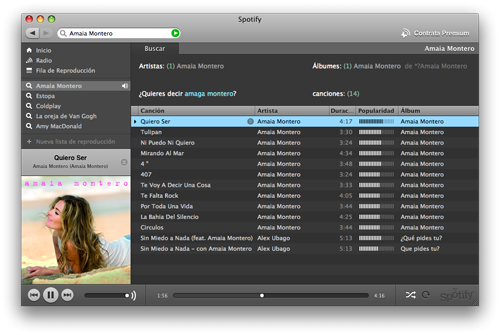 Spotify
Amaia Montero
Contrata Premium
Inicio
Radio
Fila de Reproducción
Amaia Montero
Estopa
Coldplay
La oreja de Van Gogh
Amy MacDonald
Nueva lista de reproducción
Quiero Ser
Amaia Montero (Amaia Montero)
amaia montero
Buscar
Amaia Montero
Artistas: (1) Amaia Montero
Álbumes: (1) Amaia Montero de "?Amaia Montero
¿Quieres decir amaga montero?
canciones: (14)
Canción Artista Durac... Popularidad Álbum
Quiero Ser Amaia Montero 4:17 Amaia Montero
Tulipan Amaia Montero 3:30 Amaia Montero
Ni Puedo Ni Quiero Amaia Montero 3:24 Amaia Montero
Mirando Al Mar Amaia Montero 4:34 Amaia Montero
4" Amaia Montero 3:48 Amaia Montero
407 Amaia Montero 3:24 Amaia Montero
Te Voy A Decir Una Cosa Amaia Montero 3:33 Amaia Montero
Te Falta Rock Amaia Montero 4:05 Amaia Montero
Por Toda Una Vida Amaia Montero 3:44 Amaia Montero
La Bahia Del Silencio Amaia Montero 4:25 Amaia Montero
Circulos Amaia Montero 3:44 Amaia Montero
Sin Miedo a Nada (feat. Amaia Montero) Alex Ubago 5:13 ¿Qué pides tu?
Sin Miedo a Nada - con Amaia Montero Alex Ubago 5:13 Que pides tu?
1:56
4:16
Spotify